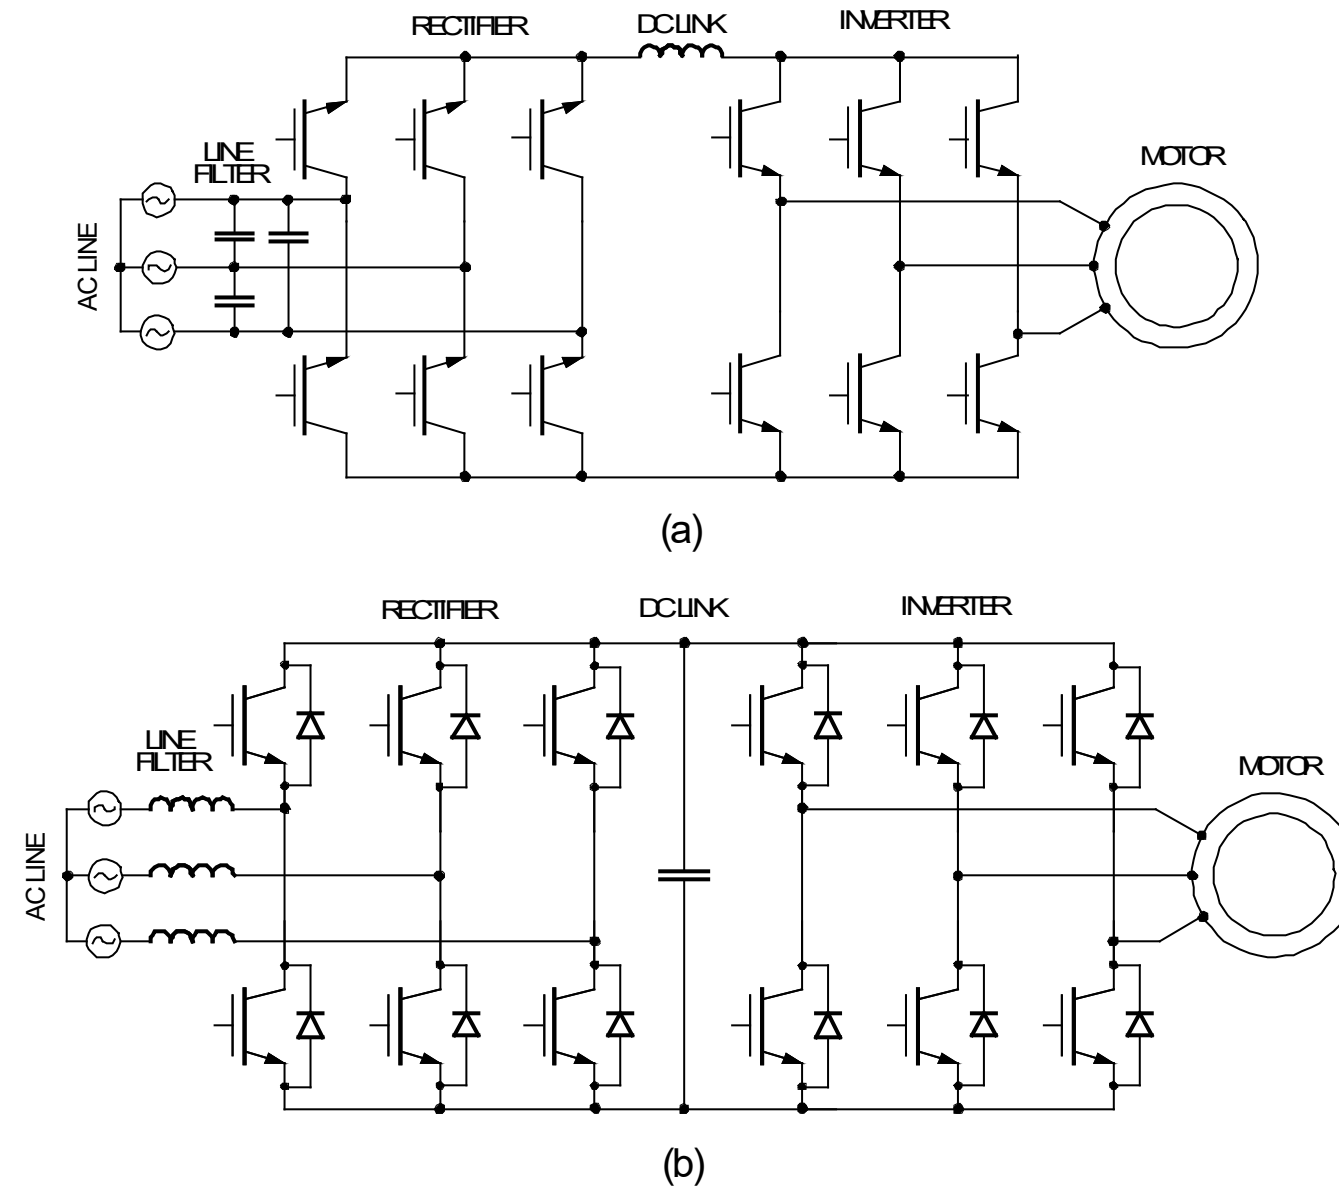 RECTIFIER DC LINK INVERTER
LINE
FILTER
MOTOR
AC LINE
(a)
RECTIFIER DC LINK INVERTER
LINE
FILTER
MOTOR
AC LINE
(b)